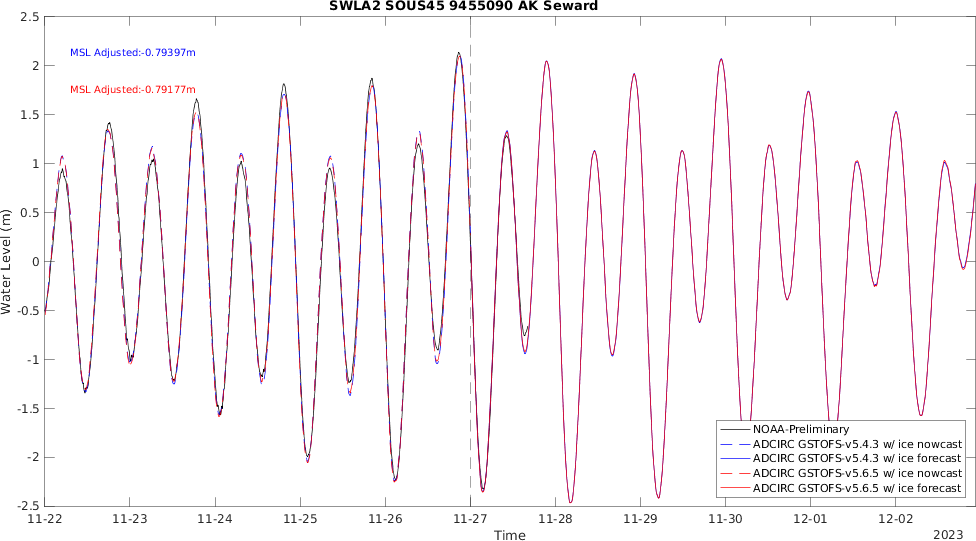 SWLA2 SOUS45 9455090 AK Seward
2.5
2
1.5
1
0.5
0
-0.5
-1
-1.5
-2
-2.5
Water Level (m)
MSL Adjusted:-0.79397m
MSL Adjusted:-0.79177m
NOAA-Preliminary
ADCIRC GSTOFS-v5.4.3 w/ ice nowcast
ADCIRC GSTOFS-v5.4.3 w/ ice forecast
ADCIRC GSTOFS-v5.6.5 w/ ice nowcast
ADCIRC GSTOFS-v5.6.5 w/ ice forecast
11-22 11-23 11-24 11-25 11-26 11-27 11-28 11-29 11-30 12-01 12-02
Time
2023